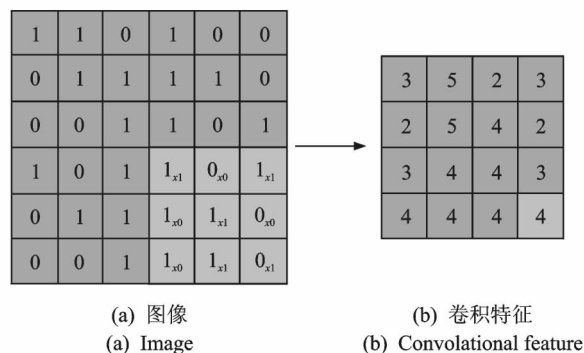 1 1 0 1 0 0
0 1 1 1 1 0
0 0 1 1 0 1
1 0 1 1x1 0x0 1x1
0 1 1 1x0 1x1 0x0
0 0 1 1x0 1x1 0x1
3 5 2 3
2 5 4 2
3 4 4 3
4 4 4 4
(a) 图像
(a) Image
(b) 卷积特征
(b) Convolational feature